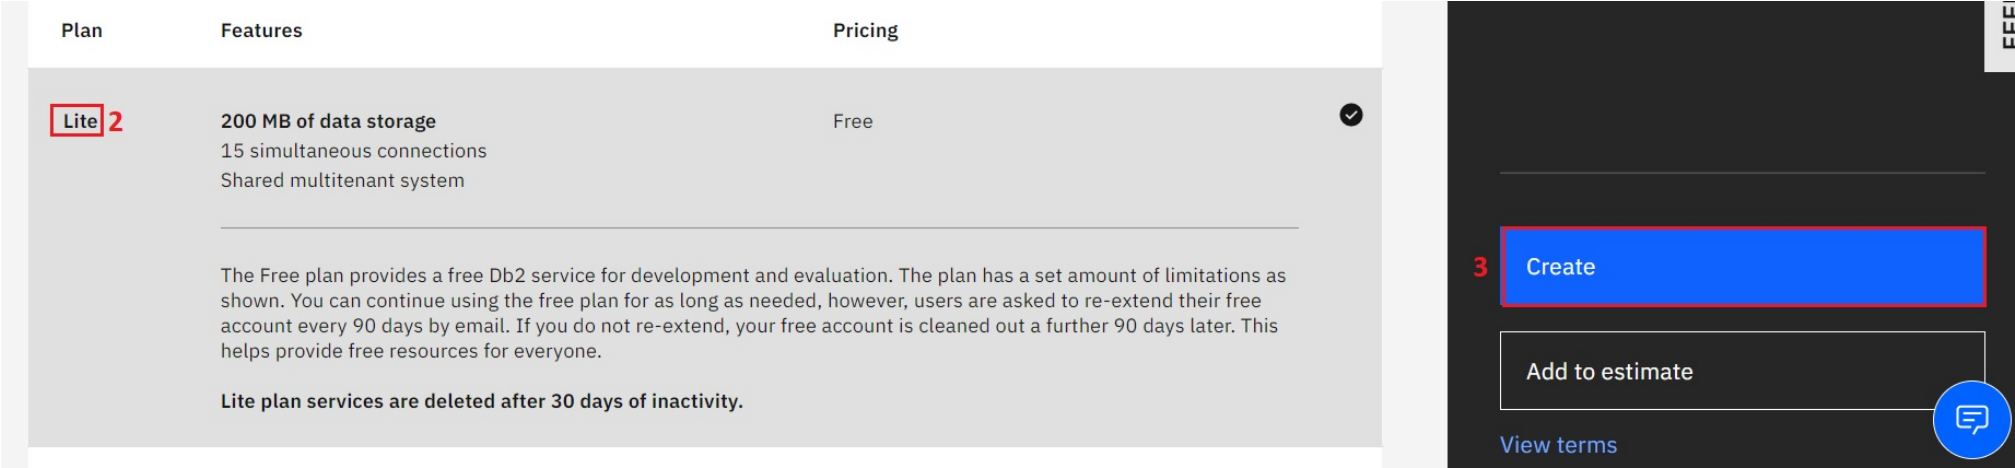 Plan Features Pricing
Lite 2 200 MB of data storage Free
15 simultaneous connections
Shared multitenant system
The Free plan provides a free Db2 service for development and evaluation. The plan has a set amount of limitations as
shown. You can continue using the free plan for as long as needed, however, users are asked to re-extend their free
account every 90 days by email. If you do not re-extend, your free account is cleaned out a further 90 days later. This
helps provide free resources for everyone.
Lite plan services are deleted after 30 days of inactivity.
3 Create
Add to estimate
View terms